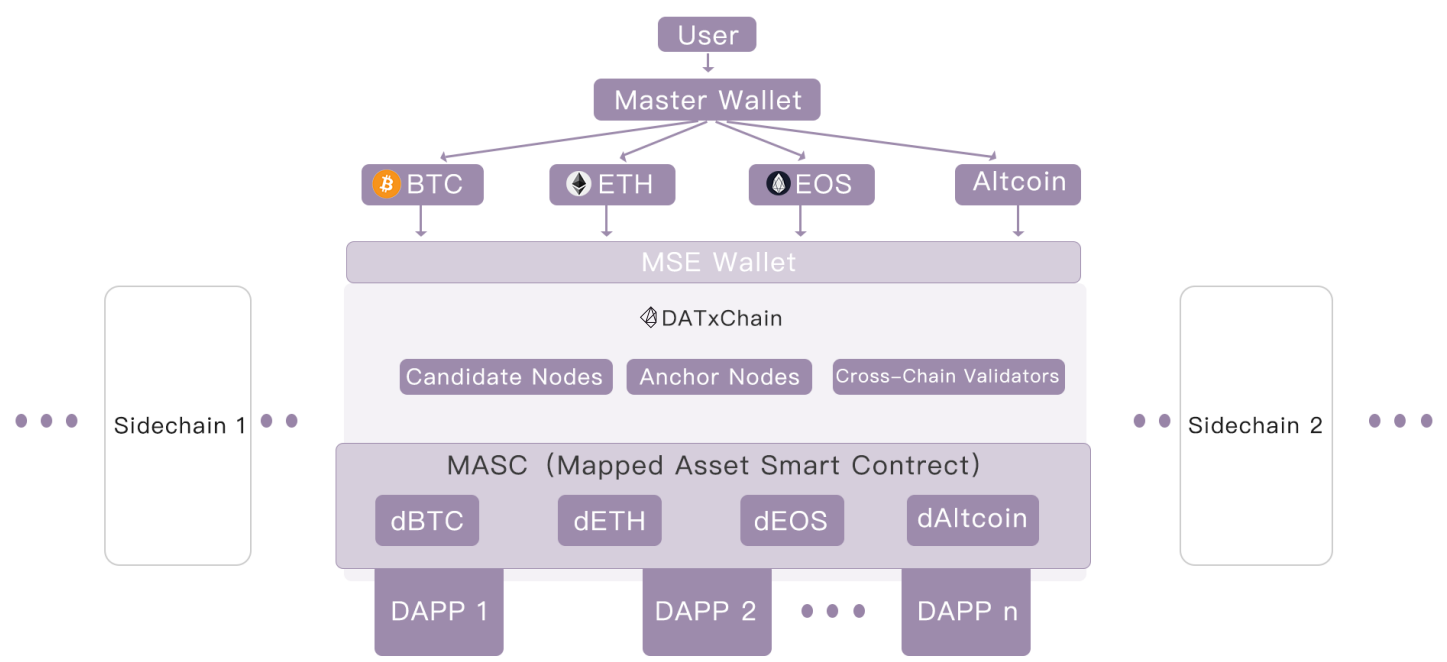 User
Master Wallet
BTC
ETH
EOS
Altcoin
MSE Wallet
DATxChain
Candidate Nodes
Anchor Nodes
Cross-Chain Validators
Sidechain 1
Sidechain 2
MASC（Mapped Asset Smart Contrect）
dBTC
dETH
dEOS
dAltcoin
DAPP 1
DAPP 2
DAPP n